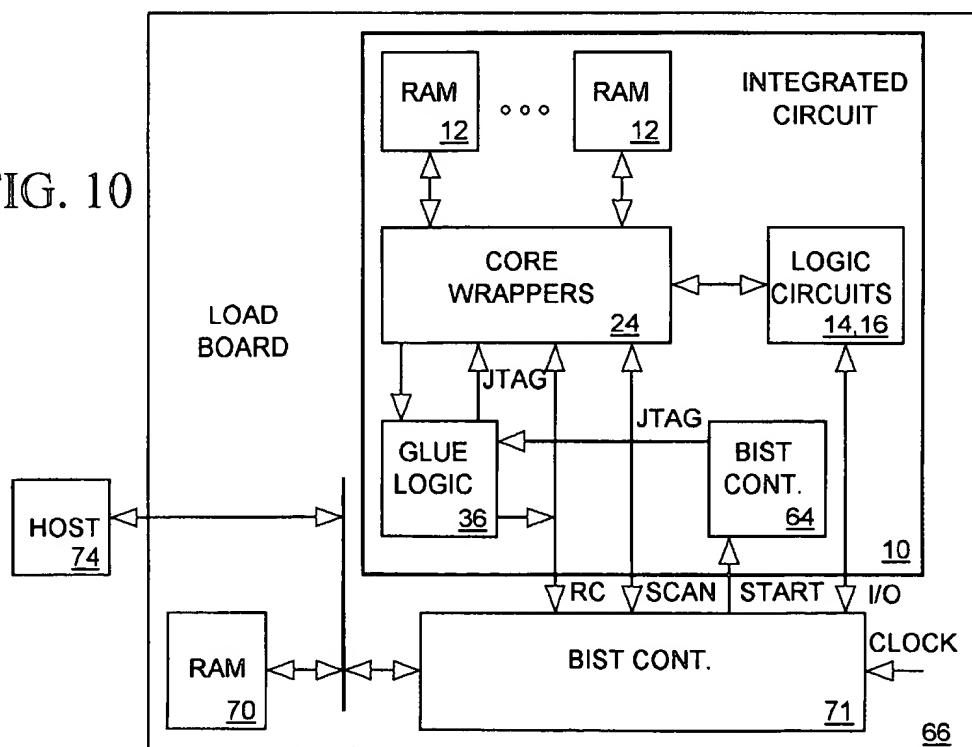 RAM
12
RAM
12
INTEGRATED
CIRCUIT
IG. 10
CORE
WRAPPERS
24
LOGIC
CIRCUITS
14,16
LOAD
BOARD
JTAG
JTAG
GLUE
LOGIC
36
BIST
CONT.
64
HOST
74
10
RC
SCAN
START
I/O
RAM
70
BIST CONT.
71
CLOCK
66